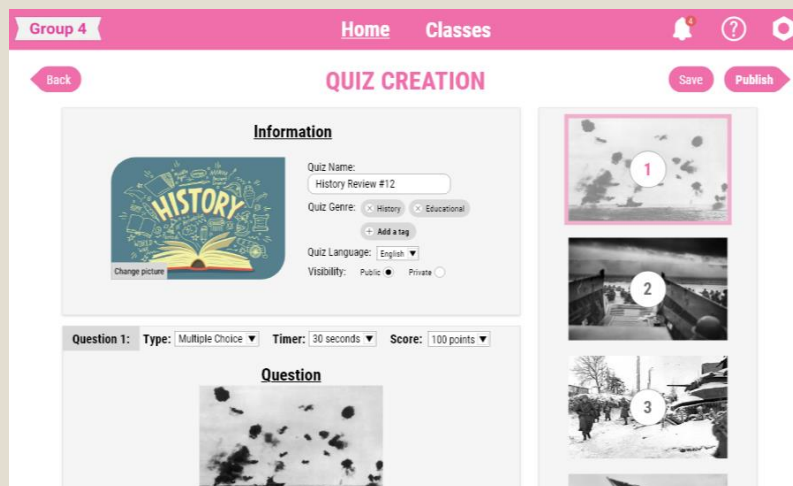 Group 4
Home Classes
4
?
Back
QUIZ CREATION
Save Publish
Information
HISTORY
Change picture
Quiz Name:
History Review #12
Quiz Genre: × History × Educational
+ Add a tag
Quiz Language: English ▼
Visibility: Public Private
1
2
3
Question 1: Type: Multiple Choice ▼ Timer: 30 seconds ▼ Score: 100 points ▼
Question